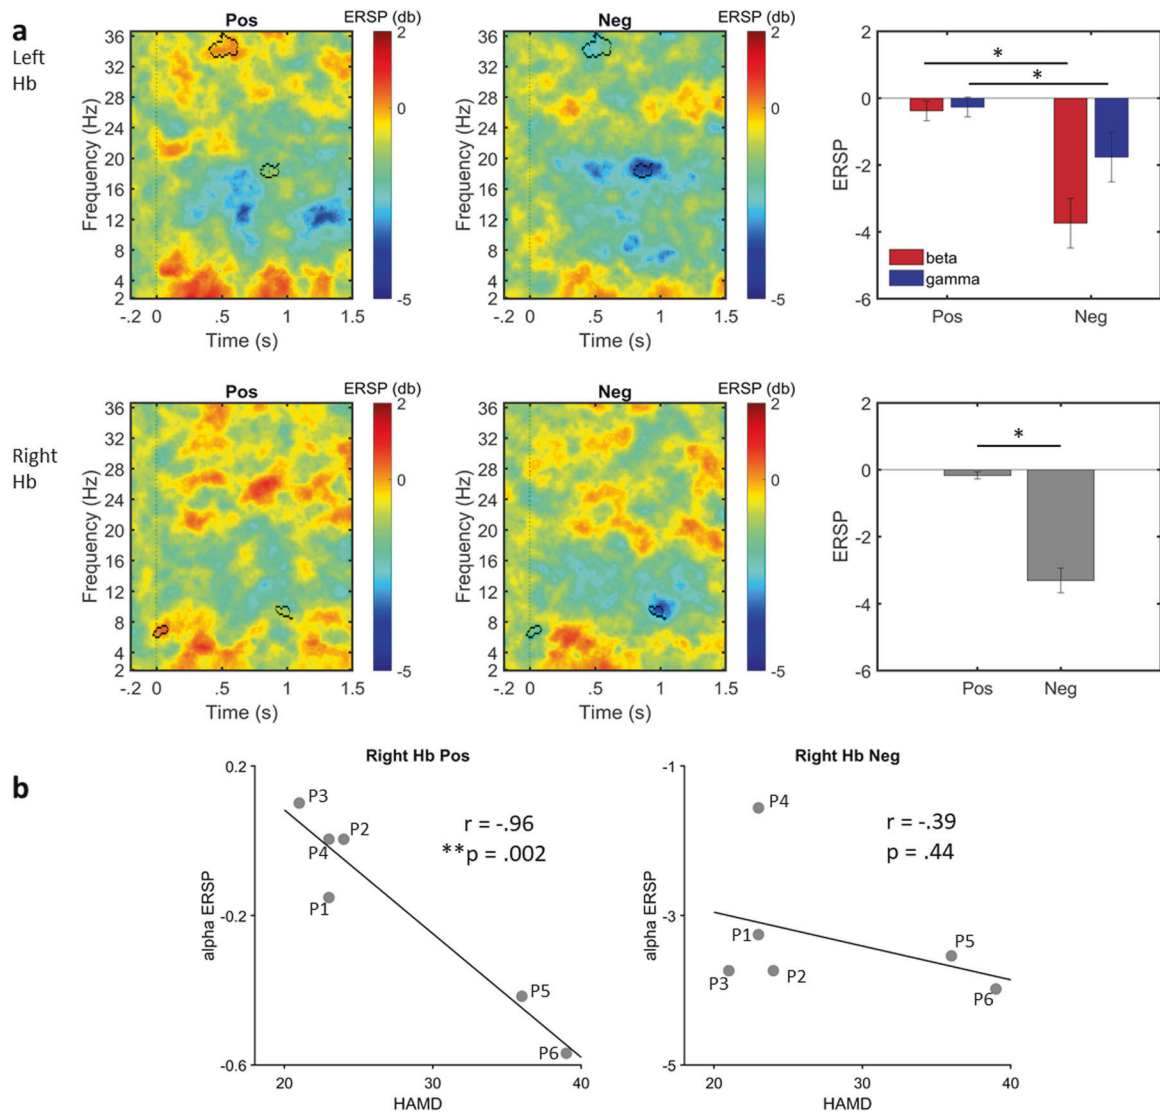 a
Left
Hb
Pos
ERSP (db)
Neg
ERSP (db)
36
32
28
24
20
16
12
8
4
2
Frequency (Hz)
-.2 0 .5 1 1.5
Time (s)
2
0
-5
36
32
28
24
20
16
12
8
4
2
Frequency (Hz)
-.2 0 .5 1 1.5
Time (s)
2
0
-5
2
0
-2
-4
-6
ERSP
*
*
beta
gamma
Pos Neg
Right
Hb
Pos
ERSP (db)
Neg
ERSP (db)
36
32
28
24
20
16
12
8
4
2
Frequency (Hz)
-.2 0 .5 1 1.5
Time (s)
2
0
-5
36
32
28
24
20
16
12
8
4
2
Frequency (Hz)
-.2 0 .5 1 1.5
Time (s)
2
0
-5
2
0
-2
-4
-6
ERSP
*
Pos Neg
b
Right Hb Pos
0.2
-0.2
-0.6
alpha ERSP
P3
P2
P4
P1
P5
P6
r = -.96
**p = .002
20 30 40
HAMD
Right Hb Neg
-1
-3
-5
alpha ERSP
P4
P1
P3
P2
P5
P6
r = -.39
p = .44
20 30 40
HAMD